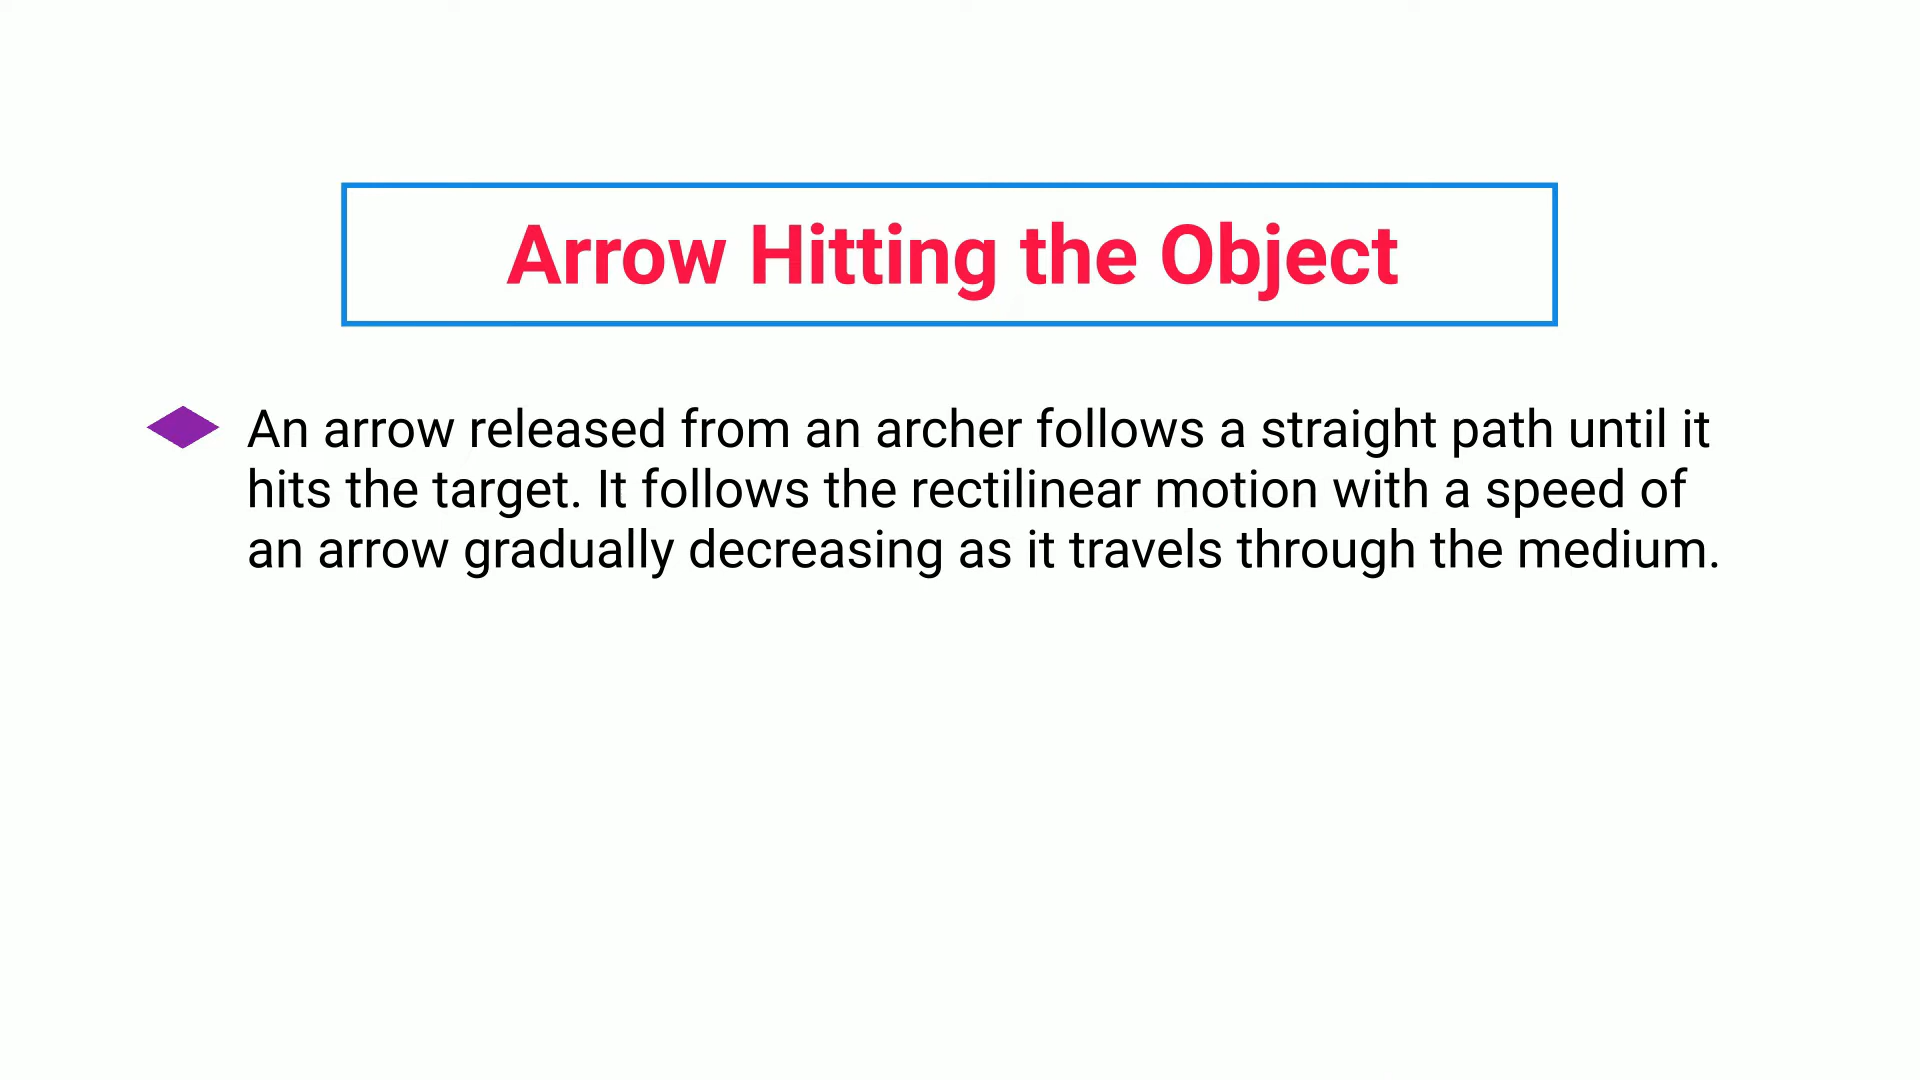 Arrow Hitting the Object
An arrow released from an archer follows a straight path until it
hits the target. It follows the rectilinear motion with a speed of
an arrow gradually decreasing as it travels through the medium.